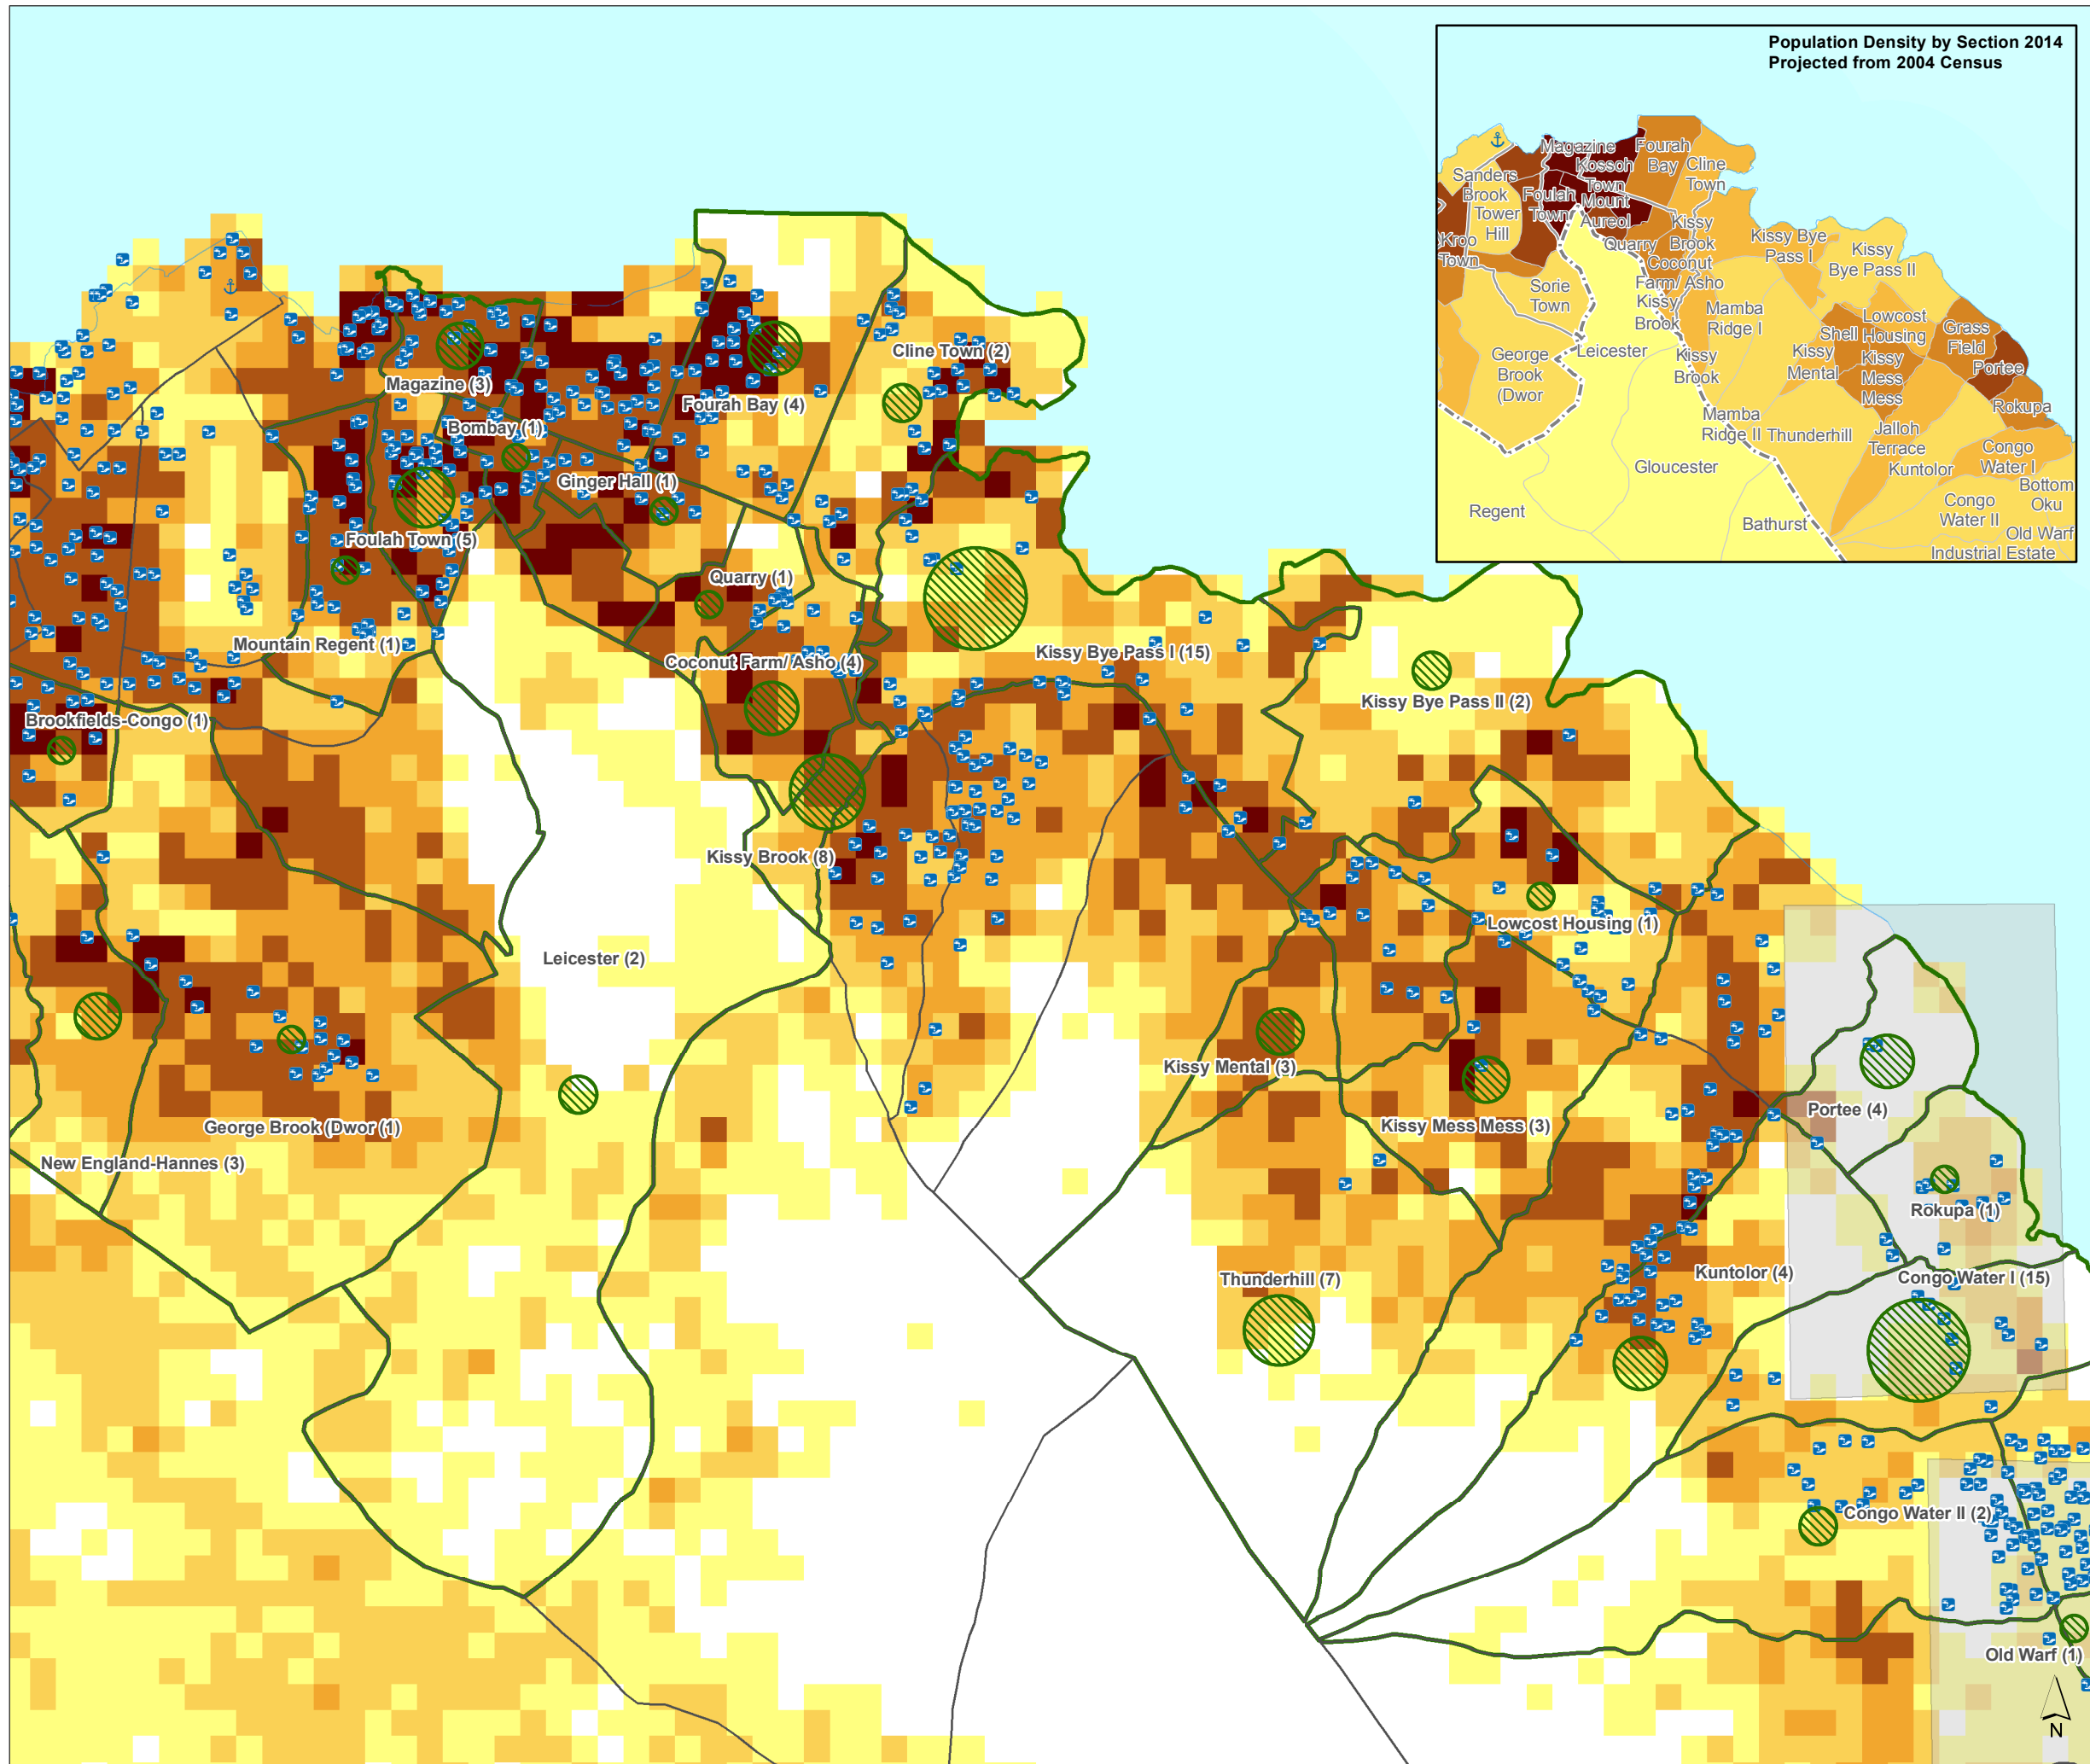 Population Density by Section 2014
Projected from 2004 Census
Magazine
Fourah
Bay
Kossoh
Town
Cline
Town
Sanders
Brook
Foulah
Town
Mount
Aureol
Tower
Hill
Kissy
Brook
Kissy Bye
Pass I
Kissy
Bye Pass II
Kroo
Town
Quarry
Coconut
Farm/ Asho
Sorie
Town
Kissy
Brook
Mamba
Ridge I
Lowcost
Housing
Shell
Grass
Field
George
Brook
(Dwor
Leicester
Kissy
Brook
Kissy
Mental
Kissy
Mess
Mess
Portee
Rokupa
Mamba
Ridge II
Thunderhill
Jalloh
Terrace
Gloucester
Kuntolor
Congo
Water I
Bottom
Oku
Regent
Bathurst
Congo
Water II
Old Warf
Industrial Estate
Cline Town (2)
Magazine (3)
Fourah Bay (4)
Bombay (1)
Ginger Hall (1)
Foulah Town (5)
Quarry (1)
Mountain Regent (1)
Kissy Bye Pass I (15)
Coconut Farm/ Asho (4)
Kissy Bye Pass II (2)
Brookfields-Congo (1)
Kissy Brook (8)
Lowcost Housing (1)
Leicester (2)
Kissy Mental (3)
Portee (4)
George Brook (Dwor (1)
Kissy Mess Mess (3)
New England-Hannes (3)
Rokupa (1)
Kuntolor (4)
Congo Water I (15)
Thunderhill (7)
Congo Water II (2)
Old Warf (1)
N